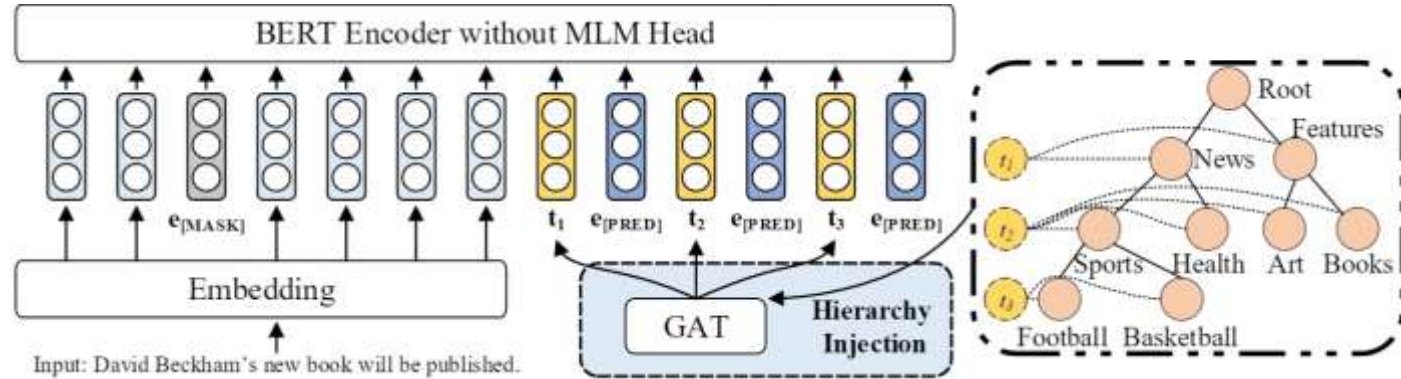 BERT Encoder without MLM Head
Root
Features
t1
News
e[MASK]
t1 e[PRED] t2 e[PRED] t3 e[PRED]
t2
Sports Health Art Books
Embedding
GAT
Hierarchy
Injection
t3
Football Basketball
Input: David Beckham's new book will be published.